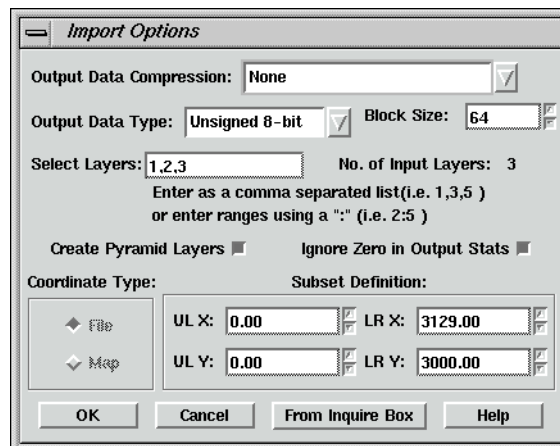 Import Options
Output Data Compression: None
Output Data Type: Unsigned 8-bit Block Size: 64
Select Layers: 1,2,3 No. of Input Layers: 3
Enter as a comma separated list(i.e. 1,3,5 )
or enter ranges using a ":" (i.e. 2:5 )
Create Pyramid Layers Ignore Zero in Output Stats
Coordinate Type: Subset Definition:
File UL X: 0.00 LR X: 3129.00
Map UL Y: 0.00 LR Y: 3000.00
OK Cancel From Inquire Box Help